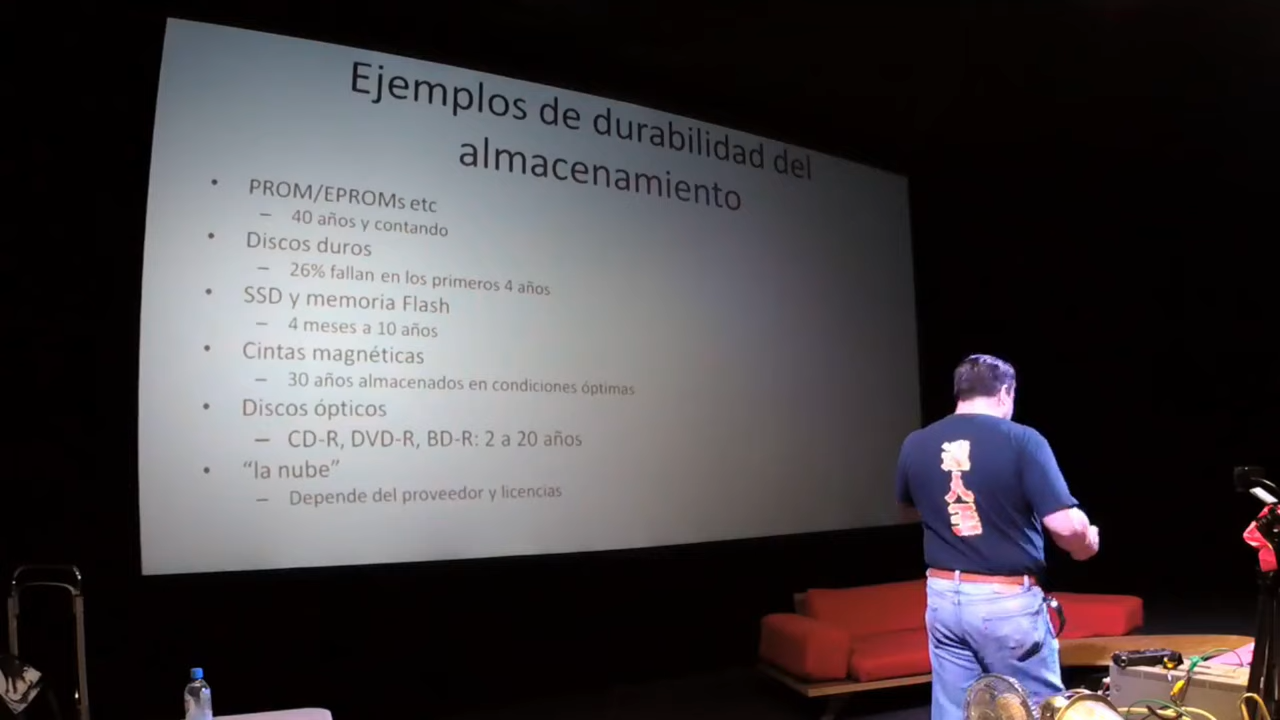 Ejemplos de durabilidad del
almacenamiento
• PROM/EPROMs etc
– 40 años y contando
• Discos duros
– 26% fallan en los primeros 4 años
• SSD y memoria Flash
– 4 meses a 10 años
• Cintas magnéticas
– 30 años almacenados en condiciones óptimas
• Discos ópticos
– CD-R, DVD-R, BD-R: 2 a 20 años
• “la nube”
– Depende del proveedor y licencias